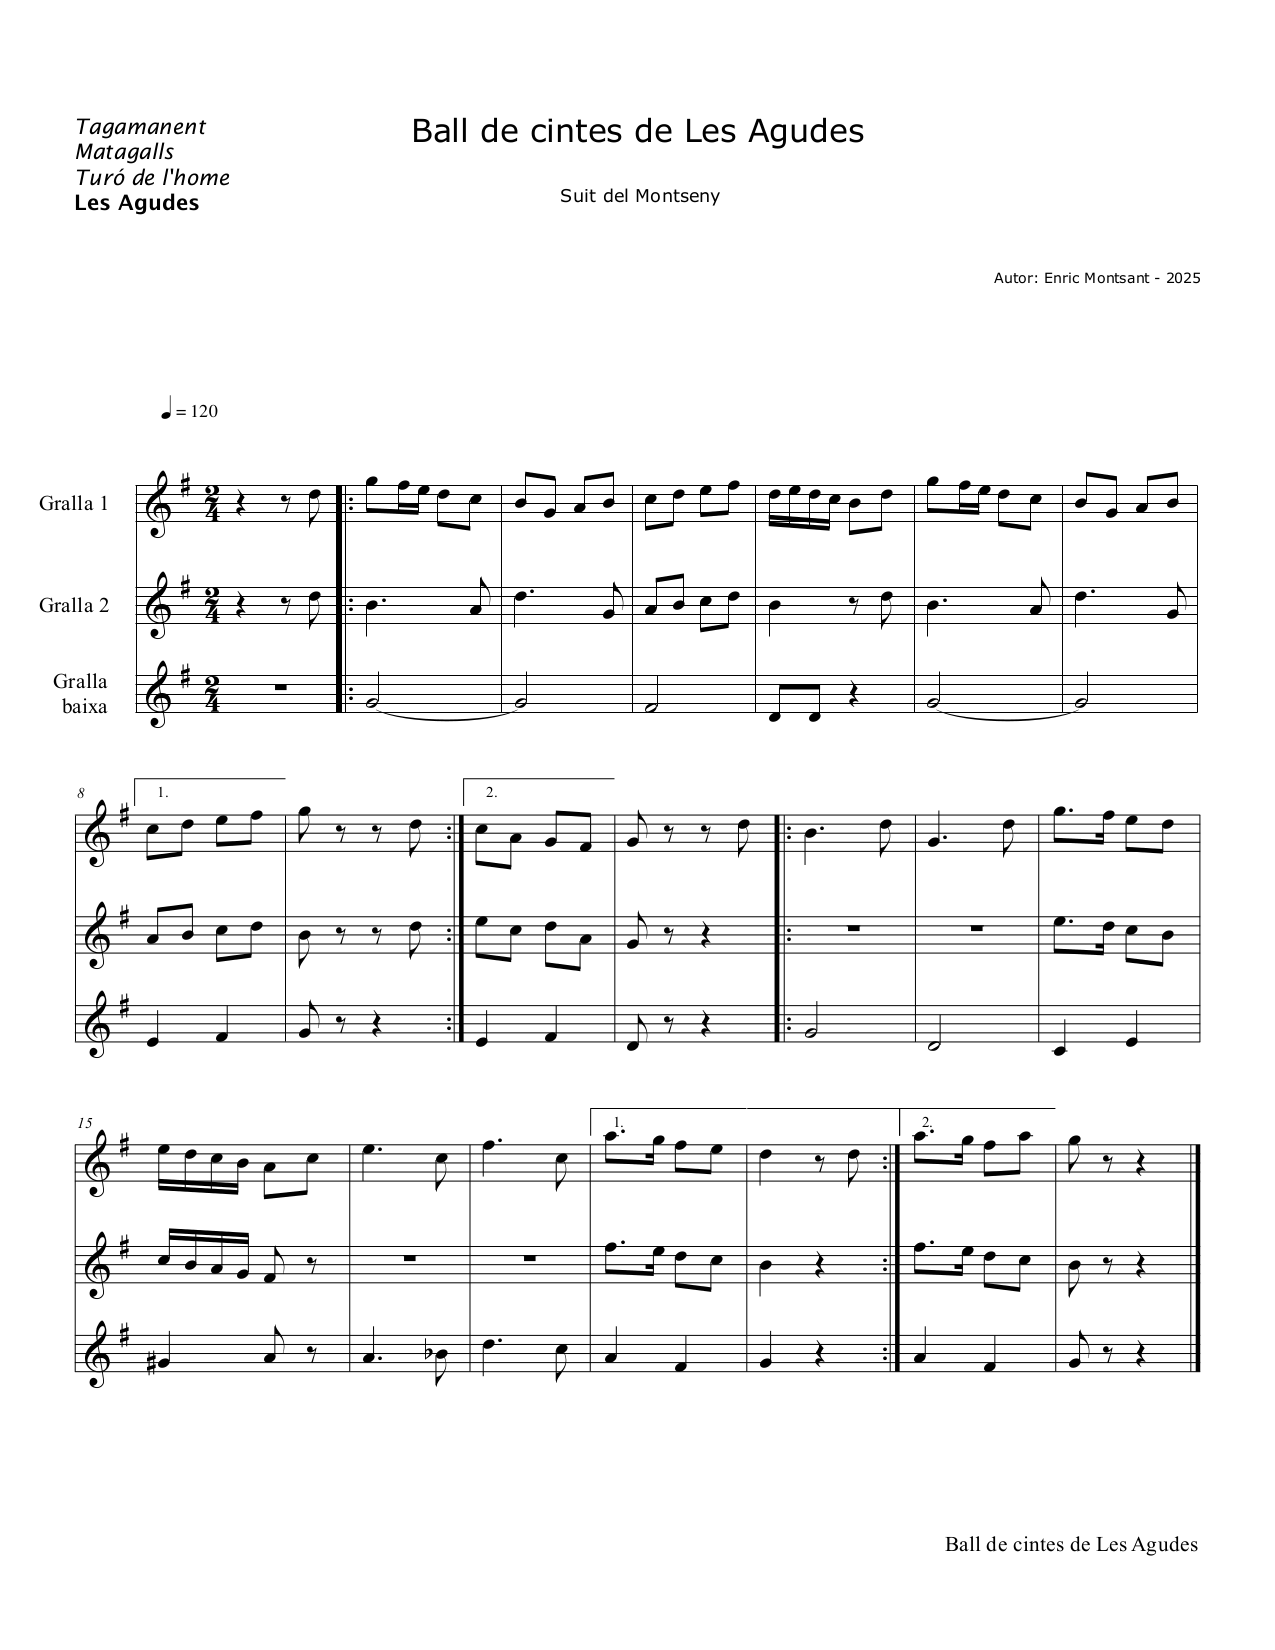 Tagamanent
Matagalls
Turó de l'home
Les Agudes
Ball de cintes de Les Agudes
Suit del Montseny
Autor: Enric Montsant - 2025
= 120
Gralla 1
Gralla 2
Gralla
baixa
8
1.
2.
15
1.
2.
Ball de cintes de Les Agudes